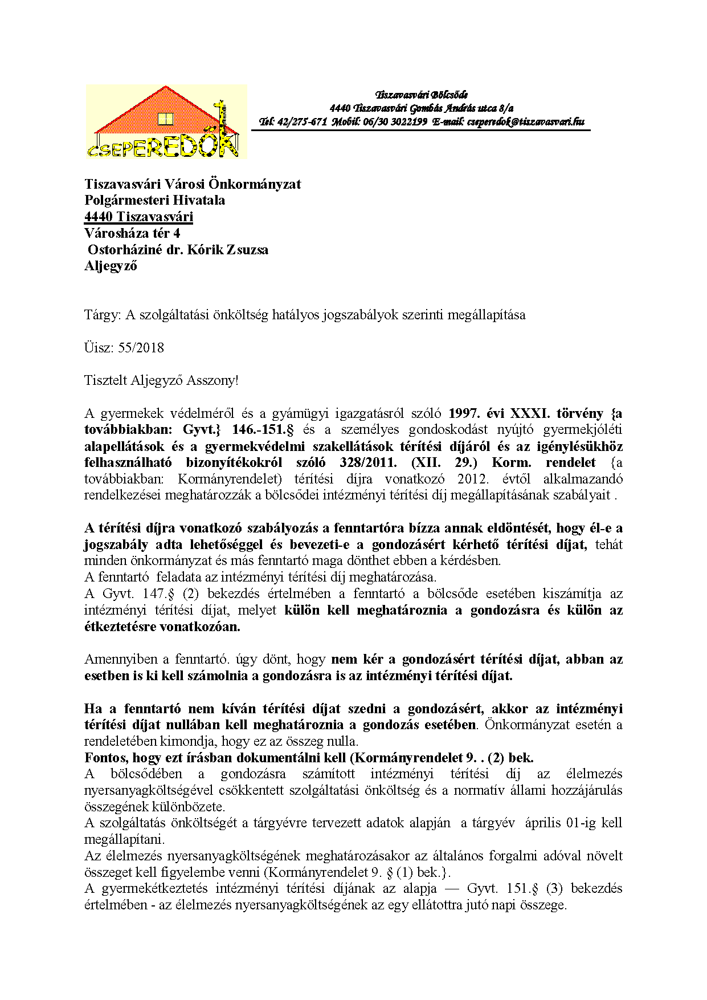 Tiszavasvári Bölcsőde
4440 Tiszavasvári Gombás András utca 8/a
Tel: 42/275-671 Mobil: 06/30 3022199 E-mail: cseperedok@tiszavasvari.hu
CSEPEREDŐK
Tiszavasvári Városi Önkormányzat
Polgármesteri Hivatala
4440 Tiszavasvári
Városháza tér 4
Ostorháziné dr. Kórik Zsuzsa
Aljegyző
Tárgy: A szolgáltatási önköltség hatályos jogszabályok szerinti megállapítása
Üisz: 55/2018
Tisztelt Aljegyző Asszony!
A gyermekek védelméről és a gyámügyi igazgatásról szóló 1997. évi XXXI. törvény {a
továbbiakban: Gyvt.} 146.-151.§ és a személyes gondoskodást nyújtó gyermekjóléti
alapellátások és a gyermekvédelmi szakellátások térítési díjáról és az igénylésükhöz
felhasználható bizonyítékokról szóló 328/2011. (XII. 29.) Korm. rendelet {a
továbbiakban: Kormányrendelet) térítési díjra vonatkozó 2012. évtől alkalmazandó
rendelkezései meghatározzák a bölcsődei intézményi térítési díj megállapításának szabályait .
A térítési díjra vonatkozó szabályozás a fenntartóra bízza annak eldöntését, hogy él-e a
jogszabály adta lehetőséggel és bevezeti-e a gondozásért kérhető térítési díjat, tehát
minden önkormányzat és más fenntartó maga dönthet ebben a kérdésben.
A fenntartó feladata az intézményi térítési díj meghatározása.
A Gyvt. 147.§ (2) bekezdés értelmében a fenntartó a bölcsőde esetében kiszámítja az
intézményi térítési díjat, melyet külön kell meghatároznia a gondozásra és külön az
étkeztetésre vonatkozóan.
Amennyiben a fenntartó. úgy dönt, hogy nem kér a gondozásért térítési díjat, abban az
esetben is ki kell számolnia a gondozásra is az intézményi térítési díjat.
Ha a fenntartó nem kíván térítési díjat szedni a gondozásért, akkor az intézményi
térítési díjat nullában kell meghatároznia a gondozás esetében. Önkormányzat esetén a
rendeletében kimondja, hogy ez az összeg nulla.
Fontos, hogy ezt írásban dokumentálni kell (Kormányrendelet 9. . (2) bek.
A bölcsődében a gondozásra számított intézményi térítési díj az élelmezés
nyersanyagköltségével csökkentett szolgáltatási önköltség és a normatív állami hozzájárulás
összegének különbözete.
A szolgáltatás önköltségét a tárgyévre tervezett adatok alapján a tárgyév április 01-ig kell
megállapítani.
Az élelmezés nyersanyagköltségének meghatározásakor az általános forgalmi adóval növelt
összeget kell figyelembe venni (Kormányrendelet 9. § (1) bek.}.
A gyermekétkeztetés intézményi térítési díjának az alapja — Gyvt. 151.§ (3) bekezdés
értelmében - az élelmezés nyersanyagköltségének az egy ellátottra jutó napi összege.